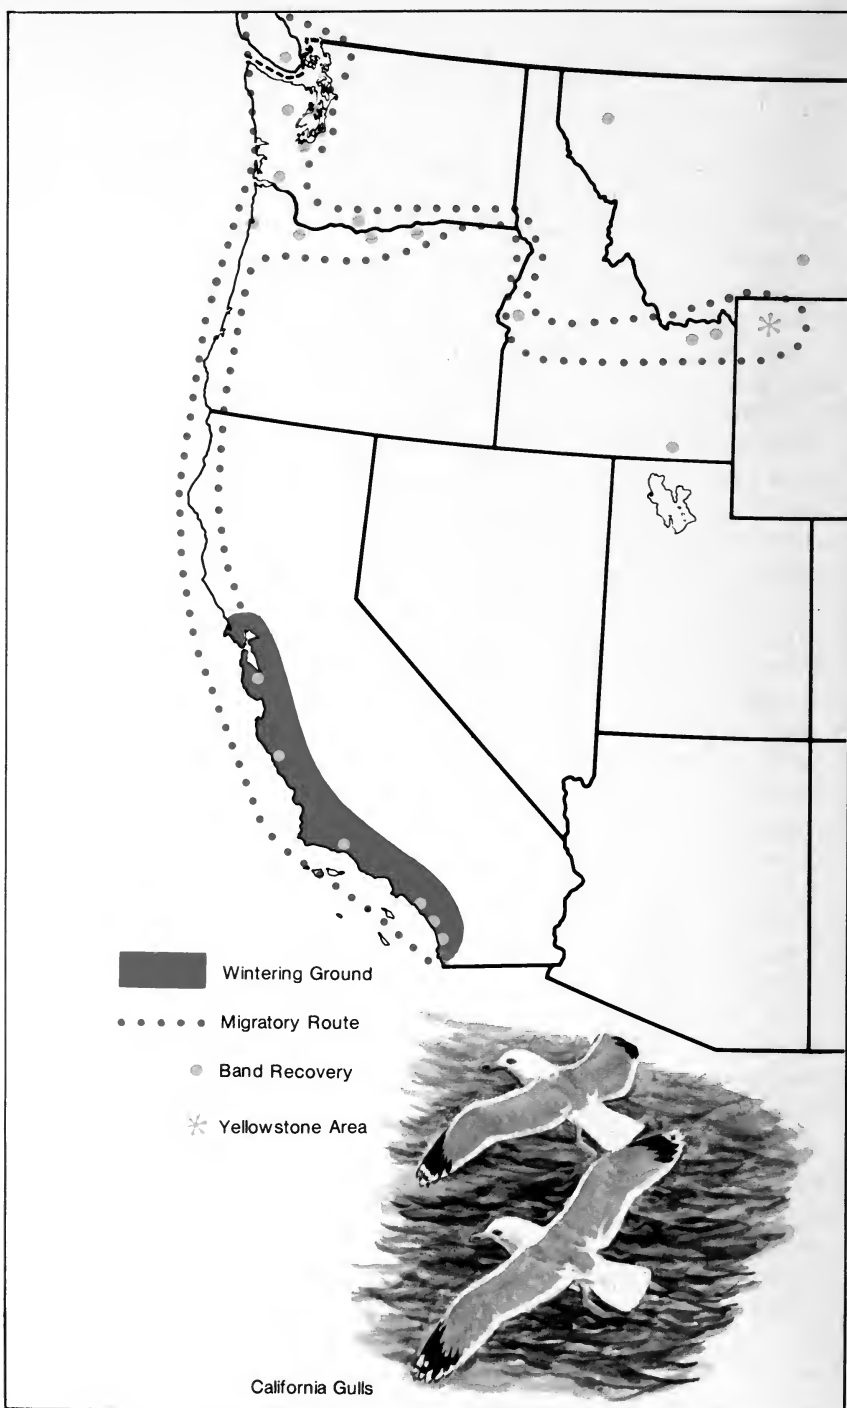 Wintering Ground
Migratory Route
Band Recovery
Yellowstone Area
California Gulls